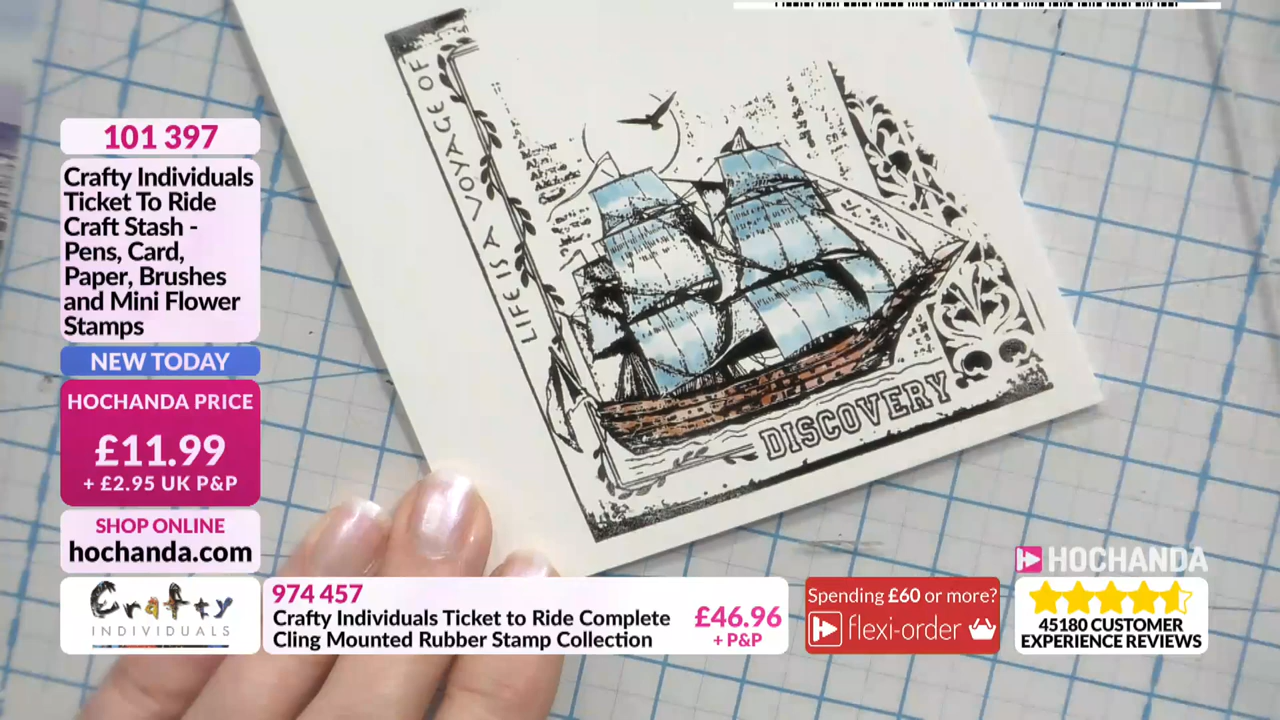 101 397
Crafty Individuals
Ticket To Ride
Craft Stash -
Pens, Card,
Paper, Brushes
and Mini Flower
Stamps
NEW TODAY
HOCHANDA PRICE
£11.99
+ £2.95 UK P&P
SHOP ONLINE
hochanda.com
LIFE IS A VOYAGE OF
DISCOVERY
Crafty
INDIVIDUALS
974 457
Crafty Individuals Ticket to Ride Complete
Cling Mounted Rubber Stamp Collection
£46.96
+ P&P
Spending £60 or more?
flexi-order
HOCHANDA
45180 CUSTOMER
EXPERIENCE REVIEWS